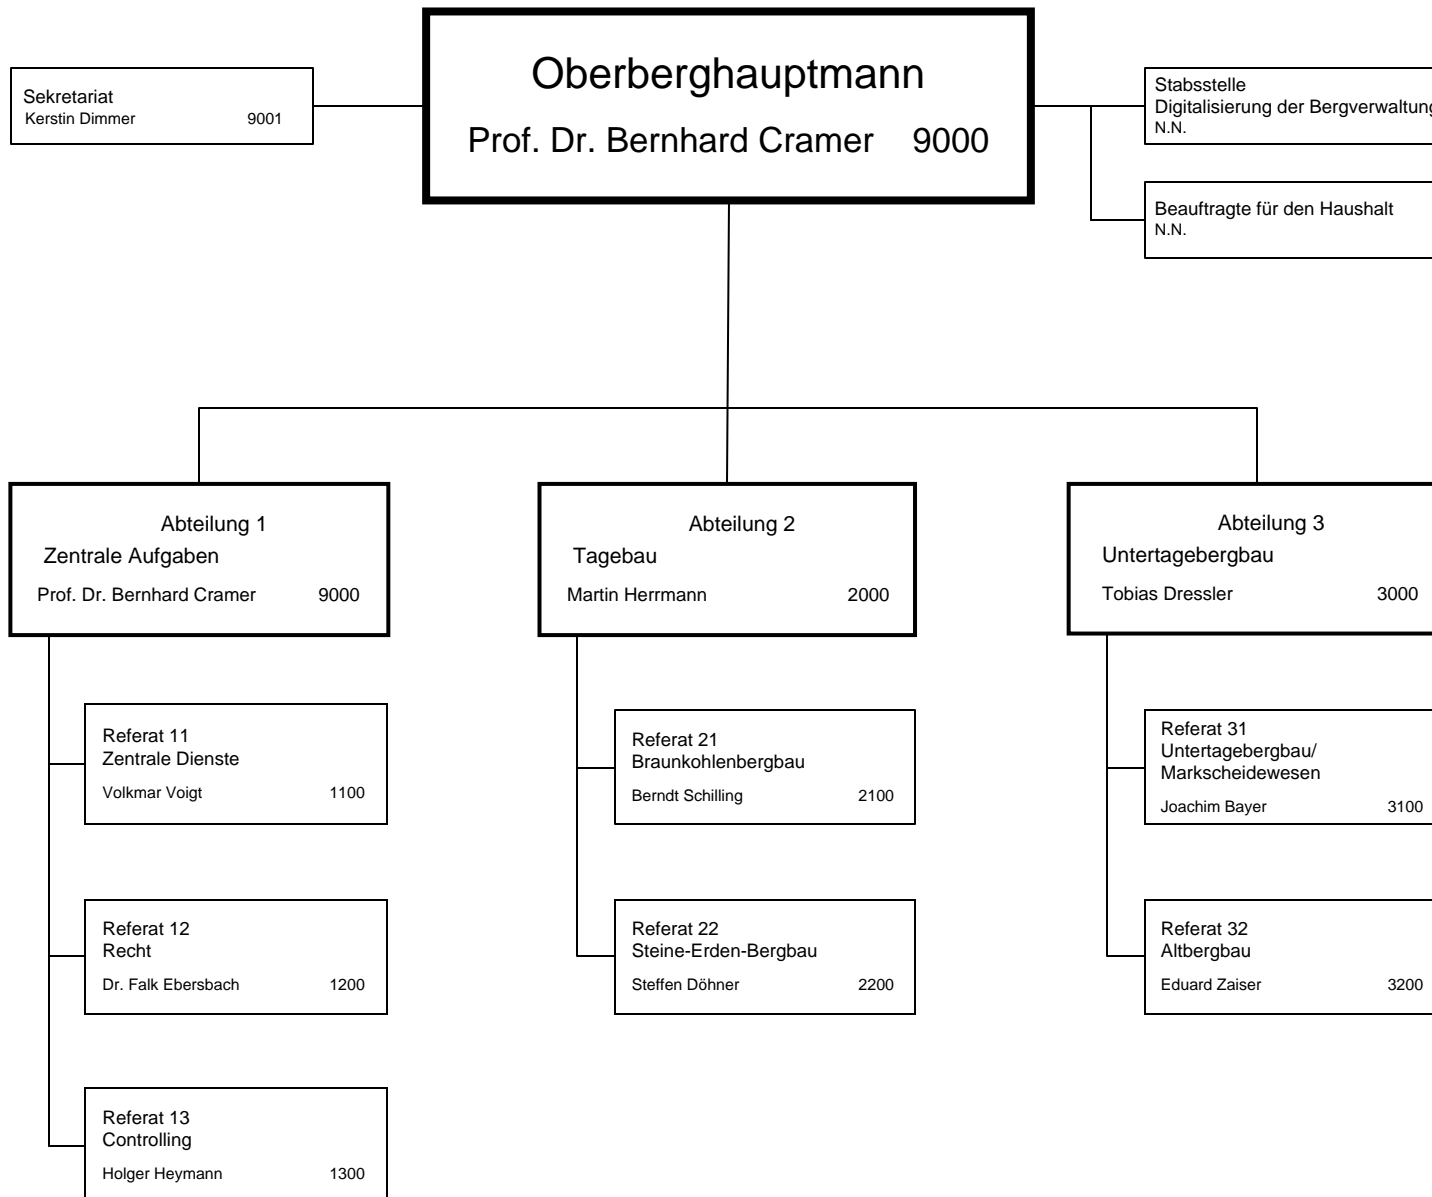 Oberberghauptmann
Prof. Dr. Bernhard Cramer 9000
Sekretariat
Kerstin Dimmer 9001
Stabsstelle
Digitalisierung der Bergverwaltung
N.N.
Beauftragte für den Haushalt
N.N.
Abteilung 1
Zentrale Aufgaben
Prof. Dr. Bernhard Cramer 9000
Referat 11
Zentrale Dienste
Volkmar Voigt 1100
Referat 12
Recht
Dr. Falk Ebersbach 1200
Referat 13
Controlling
Holger Heymann 1300
Abteilung 2
Tagebau
Martin Herrmann 2000
Referat 21
Braunkohlenbergbau
Berndt Schilling 2100
Referat 22
Steine-Erden-Bergbau
Steffen Döhner 2200
Abteilung 3
Untertagebergbau
Tobias Dressler 3000
Referat 31
Untertagebergbau/
Markscheidewesen
Joachim Bayer 3100
Referat 32
Altbergbau
Eduard Zaiser 3200